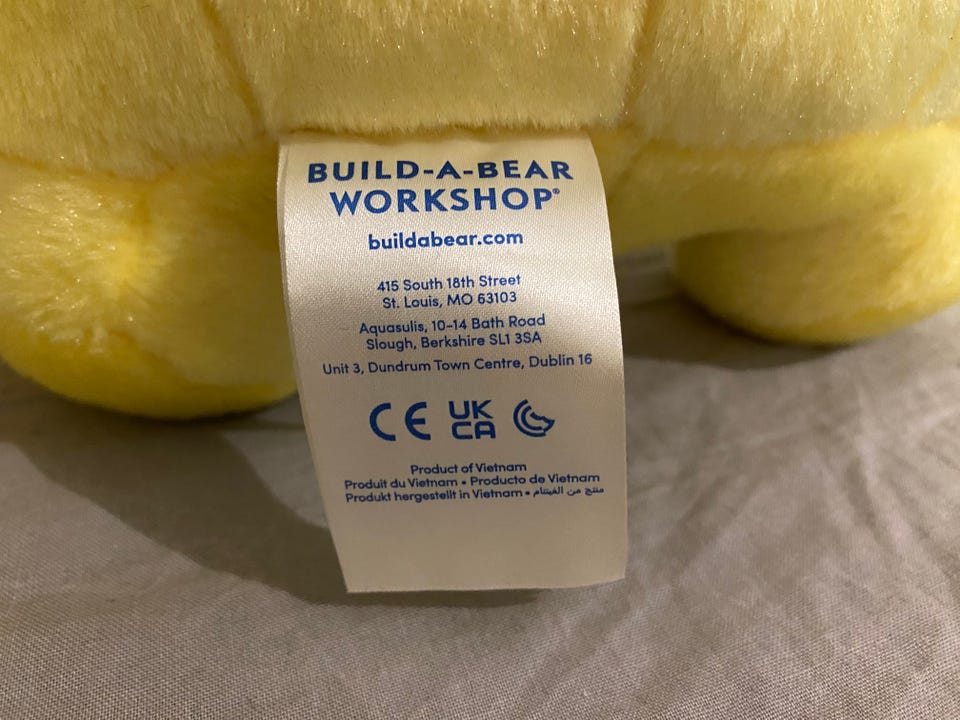 BUILD-A-BEAR
WORKSHOP®
buildabear.com
415 South 18th Street
St. Louis, MO 63103
Aquasulis, 10-14 Bath Road
Slough, Berkshire SL1 3SA
Unit 3, Dundrum Town Centre, Dublin 16
CE UK
CA
Product of Vietnam
Produit du Vietnam • Producto de Vietnam
Produkt hergestellt in Vietnam • منتج من الفيتنام